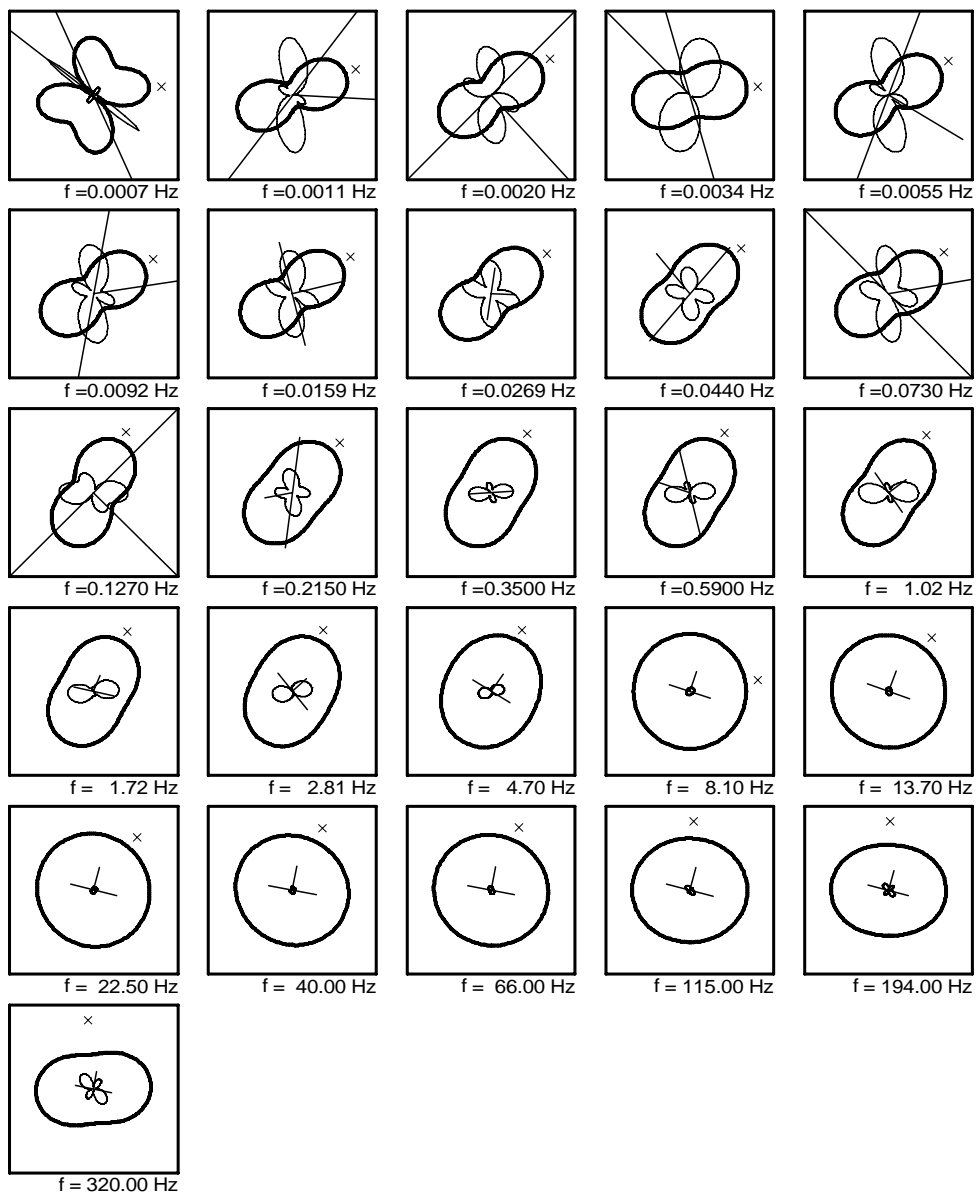 f =0.0007 Hz f =0.0011 Hz f =0.0020 Hz f =0.0034 Hz f =0.0055 Hz
f =0.0092 Hz f =0.0159 Hz f =0.0269 Hz f =0.0440 Hz f =0.0730 Hz
f =0.1270 Hz f =0.2150 Hz f =0.3500 Hz f =0.5900 Hz f = 1.02 Hz
f = 1.72 Hz f = 2.81 Hz f = 4.70 Hz f = 8.10 Hz f = 13.70 Hz
f = 22.50 Hz f = 40.00 Hz f = 66.00 Hz f = 115.00 Hz f = 194.00 Hz
f = 320.00 Hz